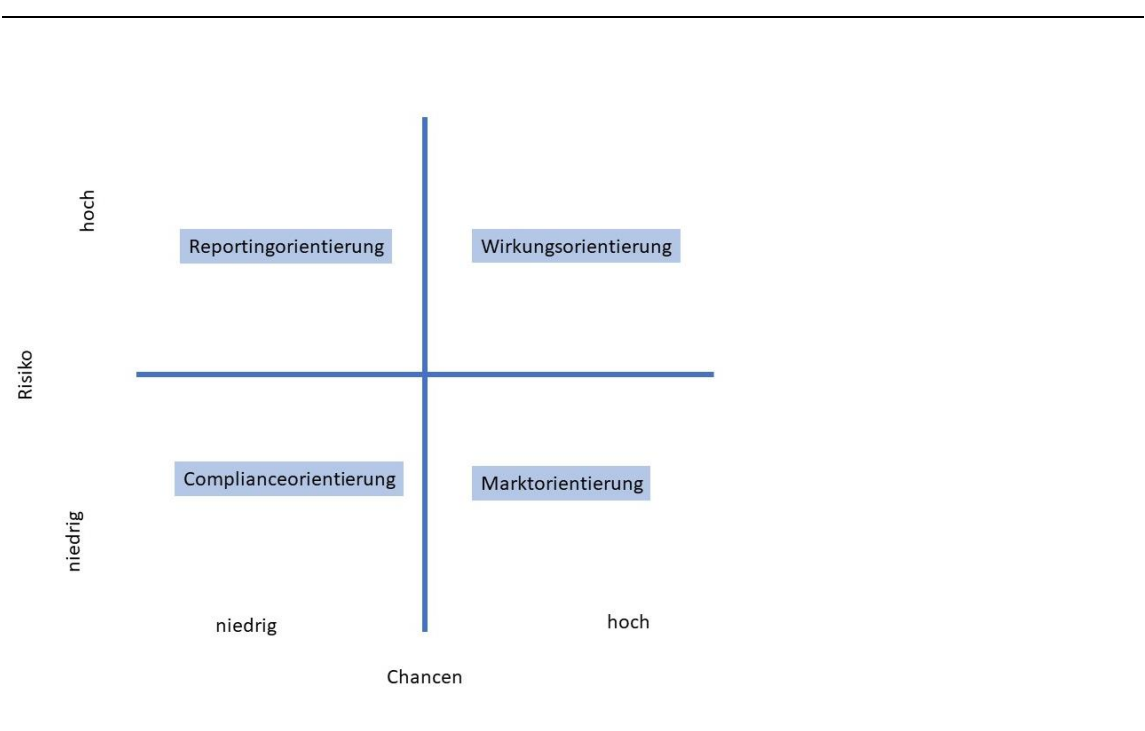 hoch
Reportingorientierung
Wirkungsorientierung
Risiko
Complianceorientierung
Marktorientierung
niedrig
niedrig
hoch
Chancen